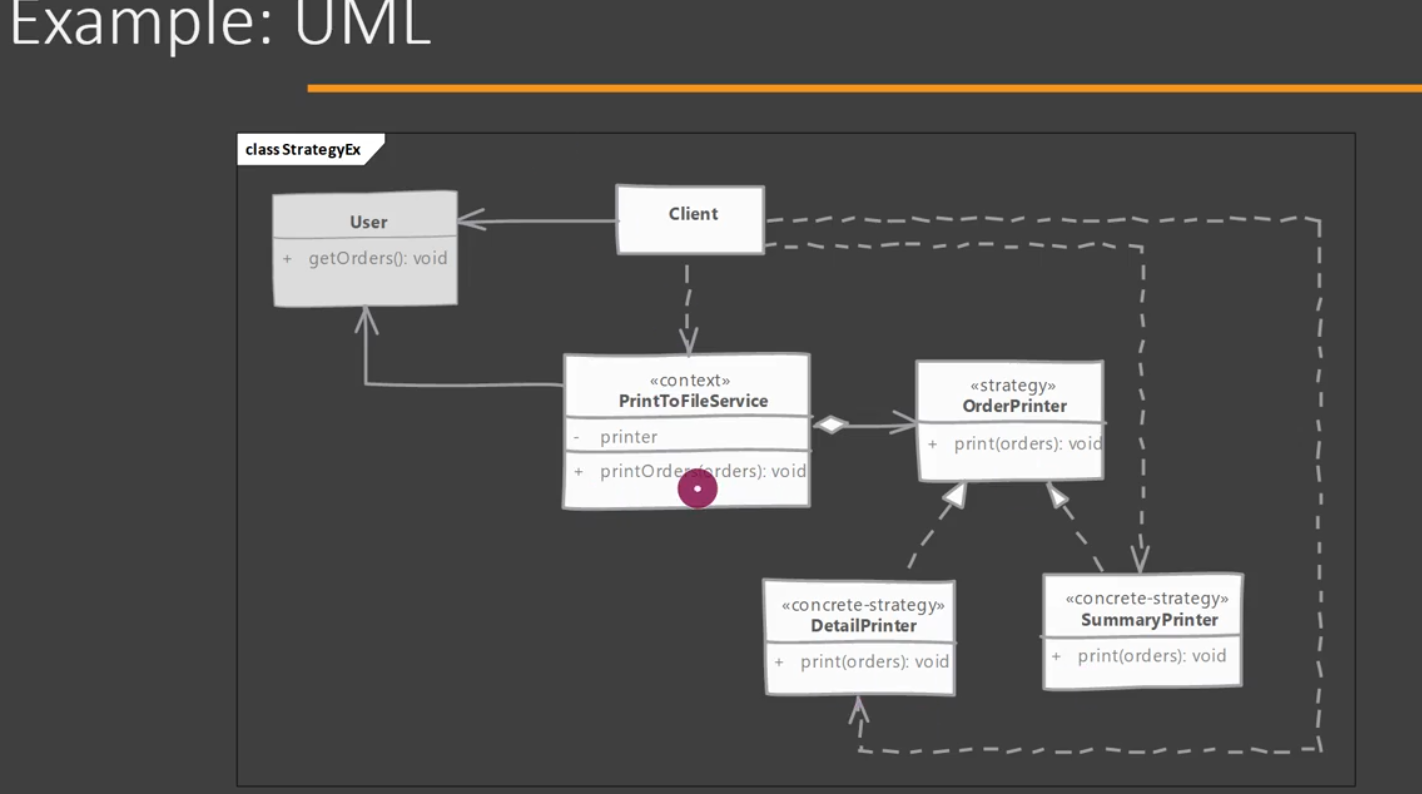 Example: UML
class StrategyEx
User
+ getOrders(): void
Client
«context»
PrintToFileService
- printer
+ printOrders(orders): void
«strategy»
OrderPrinter
+ print(orders): void
«concrete-strategy»
DetailPrinter
+ print(orders): void
«concrete-strategy»
SummaryPrinter
+ print(orders): void